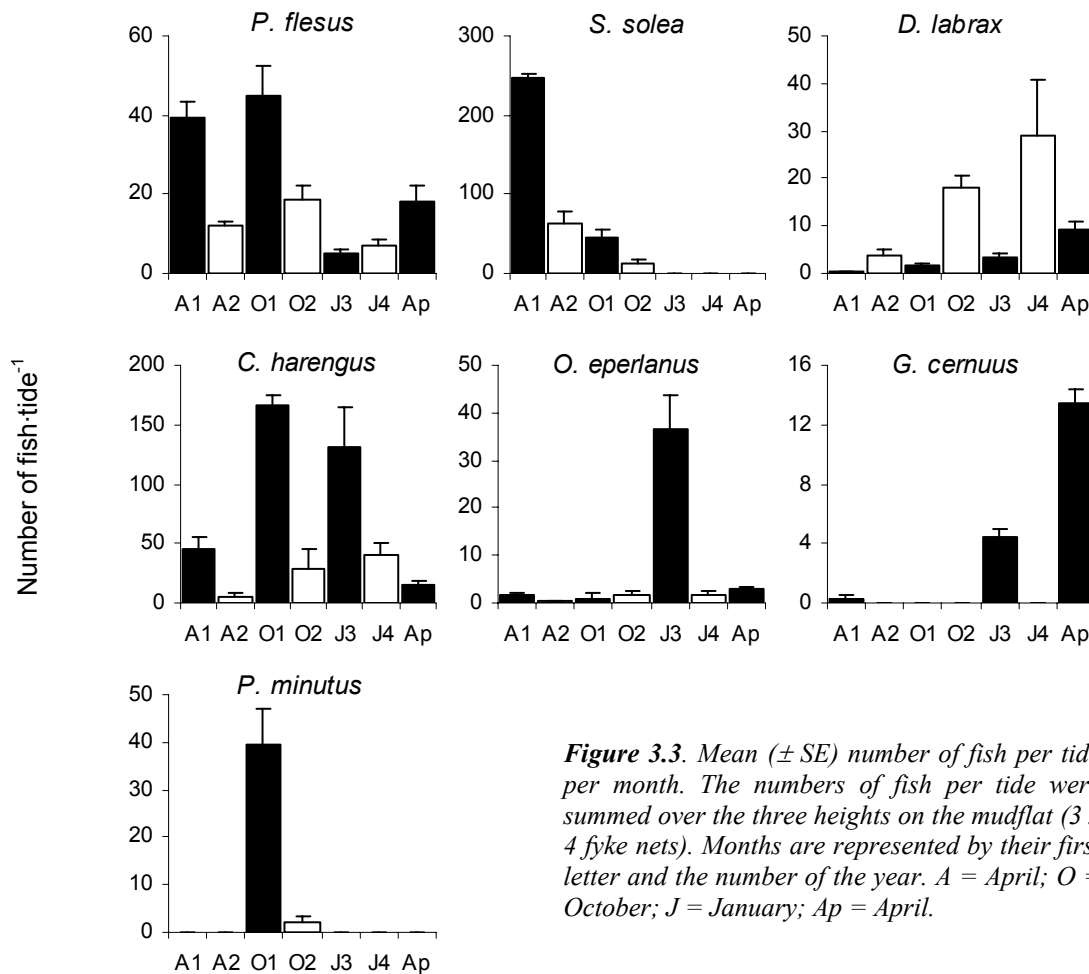 P. flesus
S. solea
D. labrax
60
40
20
0
A1 A2 O1 O2 J3 J4 Ap
300
200
100
0
A1 A2 O1 O2 J3 J4 Ap
50
40
30
20
10
0
A1 A2 O1 O2 J3 J4 Ap
Number of fish·tide-1
C. harengus
O. eperlanus
G. cernuus
200
150
100
50
0
A1 A2 O1 O2 J3 J4 Ap
50
40
30
20
10
0
A1 A2 O1 O2 J3 J4 Ap
16
12
8
4
0
A1 A2 O1 O2 J3 J4 Ap
P. minutus
50
40
30
20
10
0
A1 A2 O1 O2 J3 J4 Ap
Figure 3.3. Mean (± SE) number of fish per tid
per month. The numbers of fish per tide wer
summed over the three heights on the mudflat (3
4 fyke nets). Months are represented by their firs
letter and the number of the year. A = April; O =
October; J = January; Ap = April.